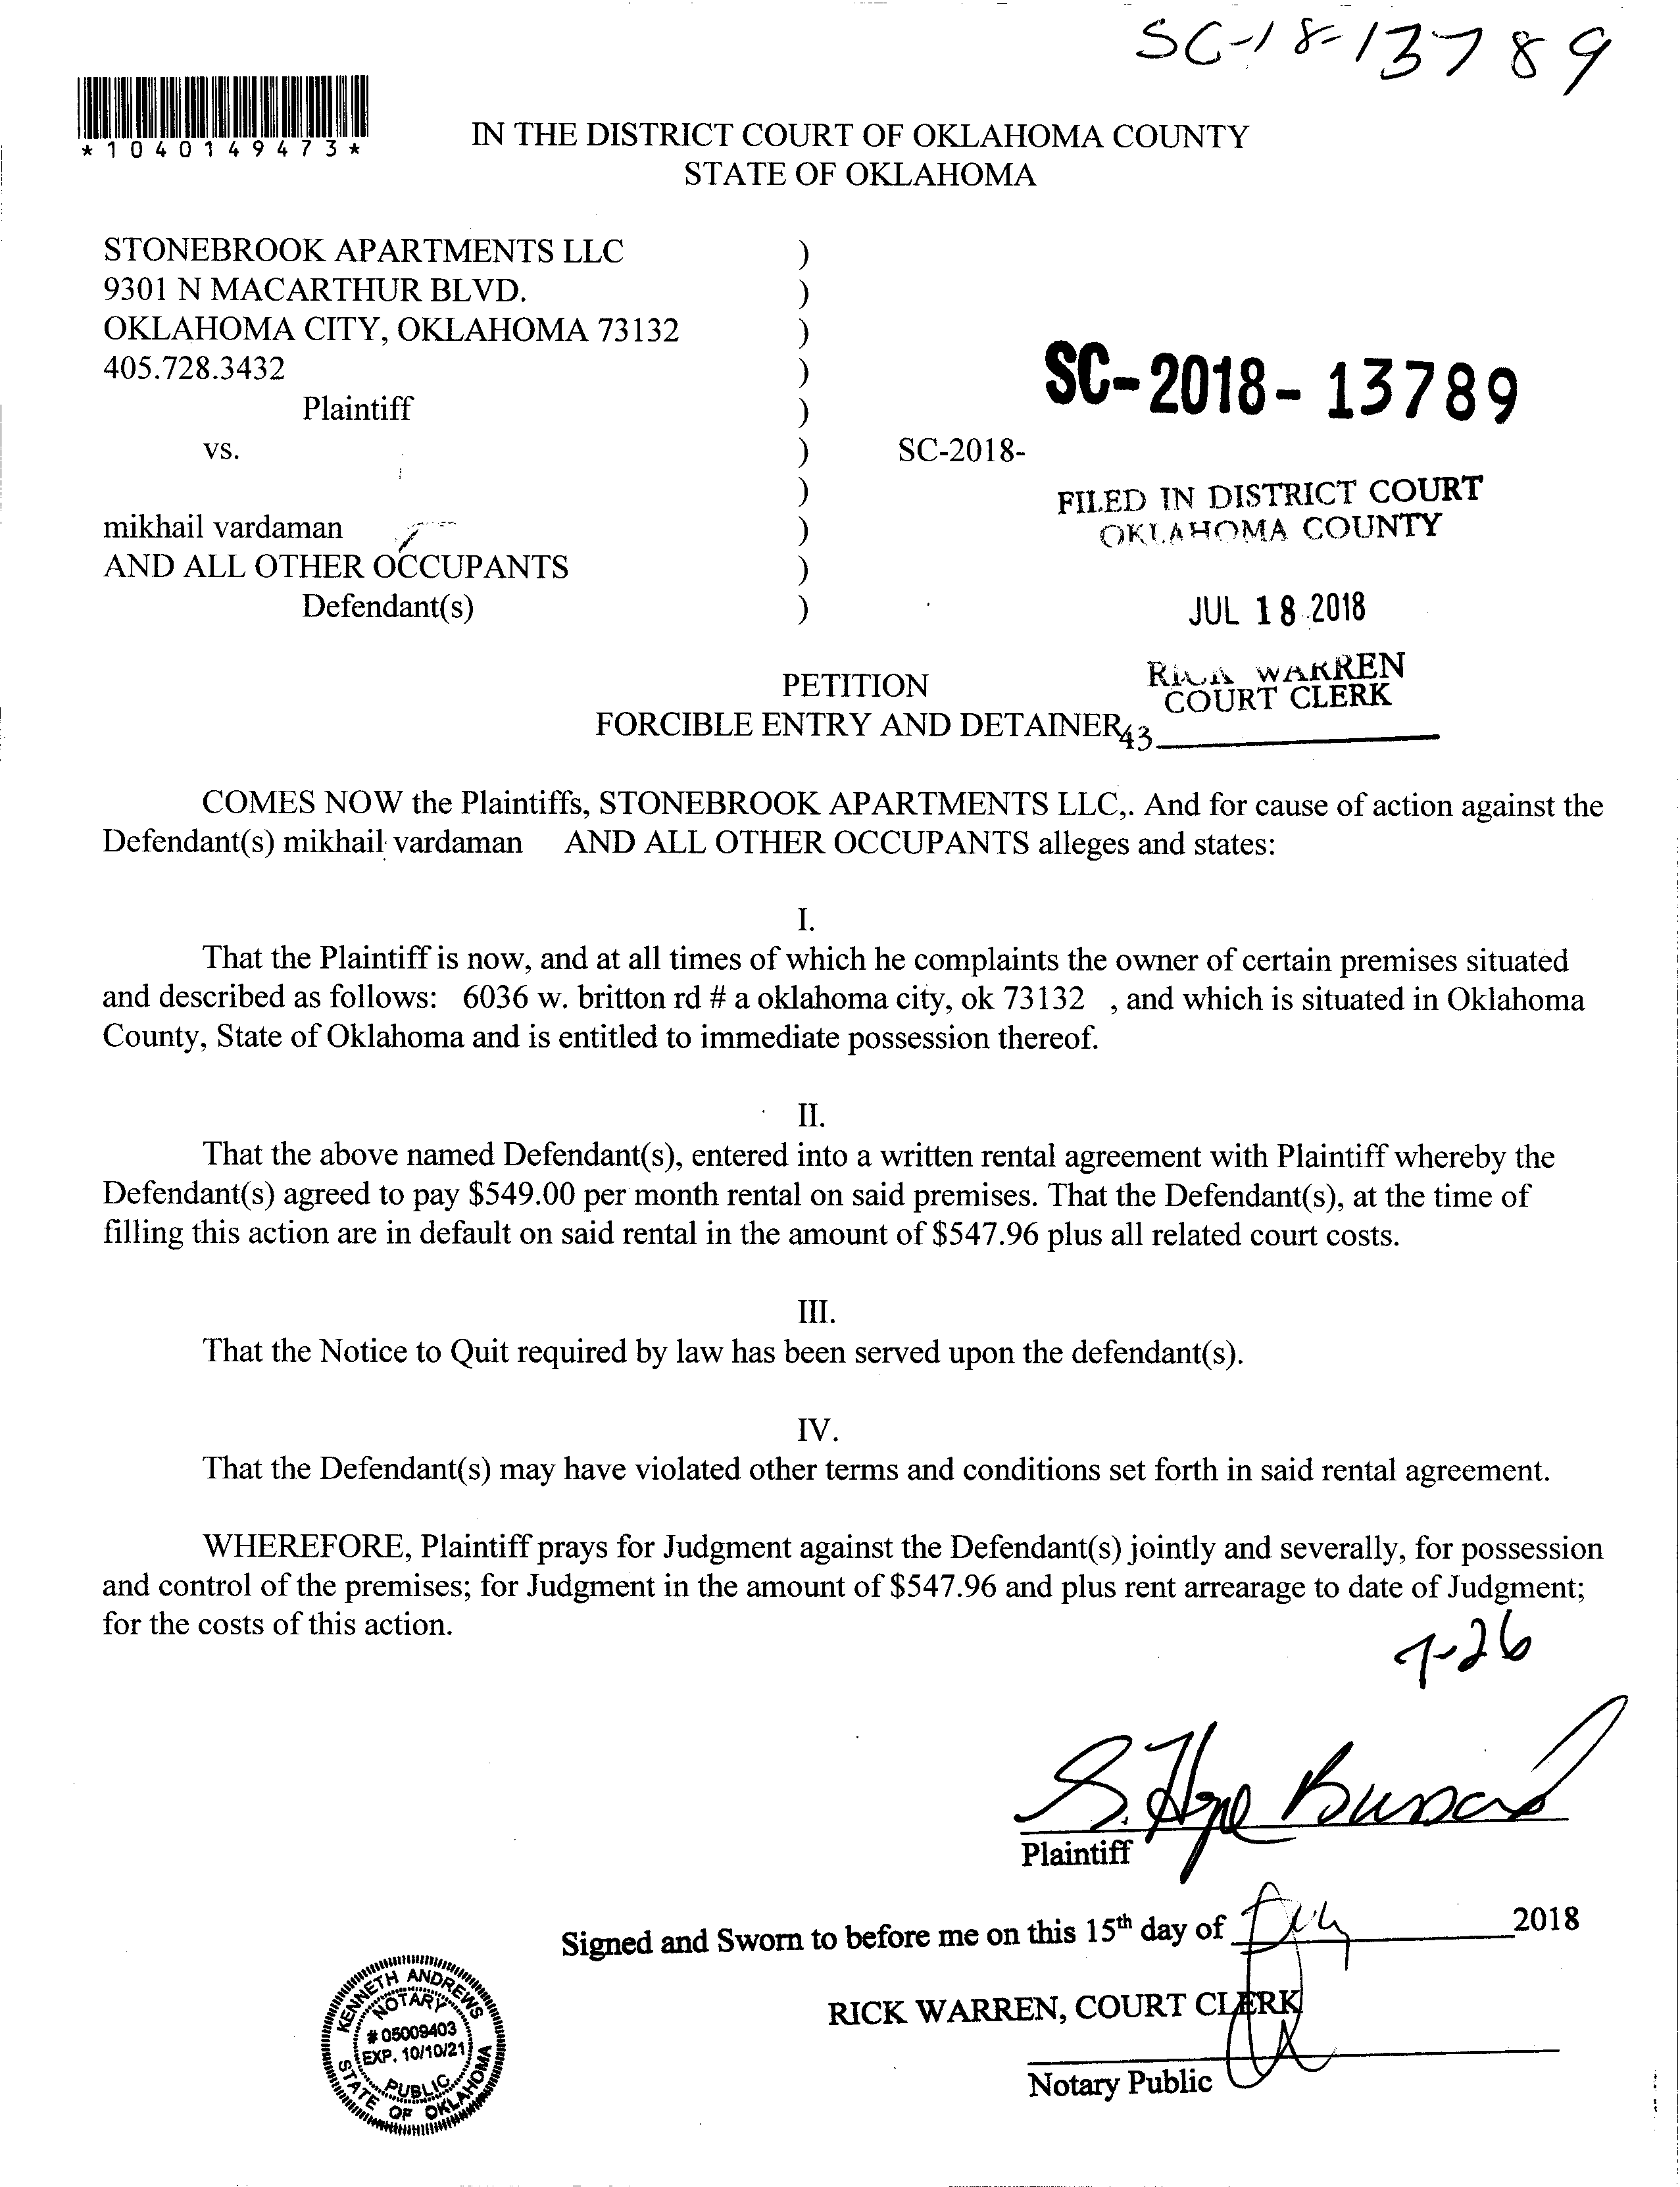 SC-18-13789
*1040149473*
IN THE DISTRICT COURT OF OKLAHOMA COUNTY
STATE OF OKLAHOMA
STONEBROOK APARTMENTS LLC )
9301 N MACARTHUR BLVD. )
OKLAHOMA CITY, OKLAHOMA 73132 )
405.728.3432 )
SC-2018-13789
Plaintiff )
vs. ) SC-2018-
)
FILED IN DISTRICT COURT
OKLAHOMA COUNTY
mikhail vardaman )
AND ALL OTHER OCCUPANTS )
Defendant(s) )
JUL 18 2018
RICK WARREN
COURT CLERK
43
PETITION
FORCIBLE ENTRY AND DETAINER
COMES NOW the Plaintiffs, STONEBROOK APARTMENTS LLC,. And for cause of action against the
Defendant(s) mikhail vardaman AND ALL OTHER OCCUPANTS alleges and states:
I.
That the Plaintiff is now, and at all times of which he complaints the owner of certain premises situated
and described as follows: 6036 w. britton rd # a oklahoma city, ok 73132 , and which is situated in Oklahoma
County, State of Oklahoma and is entitled to immediate possession thereof.
II.
That the above named Defendant(s), entered into a written rental agreement with Plaintiff whereby the
Defendant(s) agreed to pay $549.00 per month rental on said premises. That the Defendant(s), at the time of
filling this action are in default on said rental in the amount of $547.96 plus all related court costs.
III.
That the Notice to Quit required by law has been served upon the defendant(s).
IV.
That the Defendant(s) may have violated other terms and conditions set forth in said rental agreement.
WHEREFORE, Plaintiff prays for Judgment against the Defendant(s) jointly and severally, for possession
and control of the premises; for Judgment in the amount of $547.96 and plus rent arrearage to date of Judgment;
for the costs of this action.
7-26
S. Hope Bussard
Plaintiff
Signed and Sworn to before me on this 15th day of July 2018
RICK WARREN, COURT CLERK
Notary Public
KENNETH ANDREWS
NOTARY
# 05009403
EXP. 10/10/21
PUBLIC
STATE OF OKLAHOMA